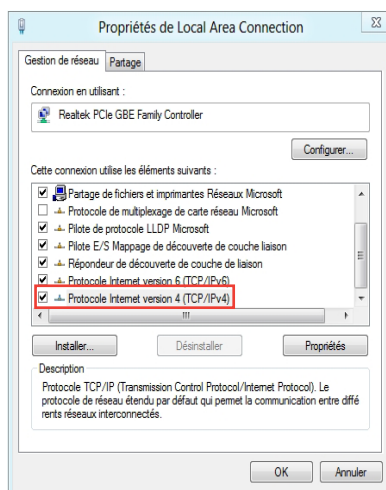 Propriétés de Local Area Connection
Gestion de réseau Partage
Connexion en utilisant :
Realtek PCIe GBE Family Controller
Configurer...
Cette connexion utilise les éléments suivants :
Partage de fichiers et imprimantes Réseaux Microsoft
Protocole de multiplexage de carte réseau Microsoft
Pilote de protocole LLDP Microsoft
Pilote E/S Mappage de découverte de couche liaison
Répondeur de découverte de couche de liaison
Protocole Internet version 6 (TCP/IPv6)
Protocole Internet version 4 (TCP/IPv4)
Installer... Désinstaller Propriétés
Description
Protocole TCP/IP (Transmission Control Protocol/Internet Protocol). Le
protocole de réseau étendu par défaut qui permet la communication entre diffé
rents réseaux interconnectés.
OK Annuler